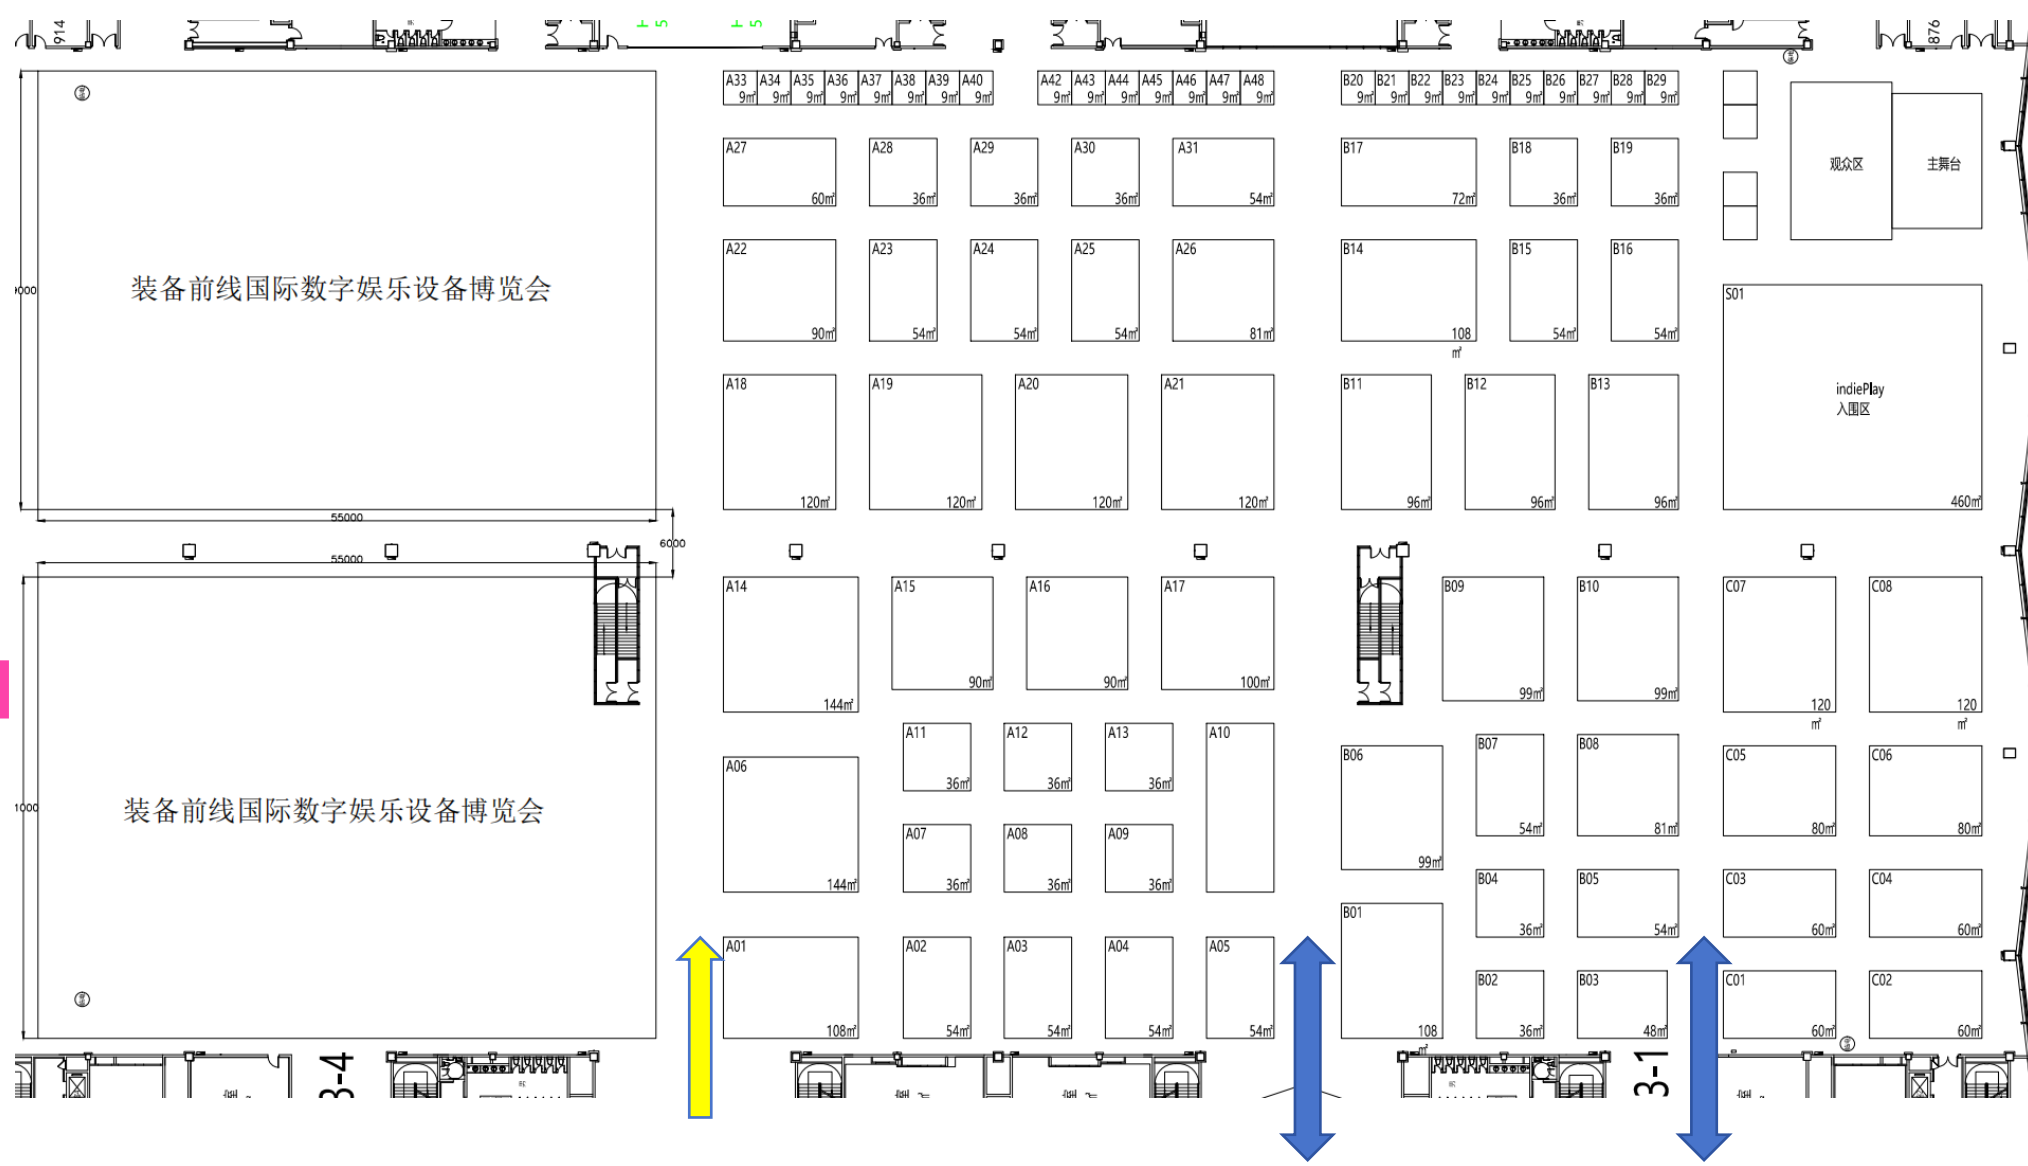 914
876
A33 A34 A35 A36 A37 A38 A39 A40
9㎡ 9㎡ 9㎡ 9㎡ 9㎡ 9㎡ 9㎡ 9㎡
A42 A43 A44 A45 A46 A47 A48
9㎡ 9㎡ 9㎡ 9㎡ 9㎡ 9㎡ 9㎡
B20 B21 B22 B23 B24 B25 B26 B27 B28 B29
9㎡ 9㎡ 9㎡ 9㎡ 9㎡ 9㎡ 9㎡ 9㎡ 9㎡ 9㎡
A27 A28 A29 A30 A31 B17 B18 B19
60㎡ 36㎡ 36㎡ 36㎡ 54㎡ 72㎡ 36㎡ 36㎡
观众区
主舞台
A22 A23 A24 A25 A26 B14 B15 B16
90㎡ 54㎡ 54㎡ 54㎡ 81㎡ 108㎡ 54㎡ 54㎡
装备前线国际数字娱乐设备博览会
S01
indiePlay
入围区
460㎡
A18 A19 A20 A21 B11 B12 B13
120㎡ 120㎡ 120㎡ 120㎡ 96㎡ 96㎡ 96㎡
55000
6000
55000
A14 A15 A16 A17 B09 B10 C07 C08
144㎡ 90㎡ 90㎡ 100㎡ 99㎡ 99㎡ 120㎡ 120㎡
A11 A12 A13 A10
36㎡ 36㎡ 36㎡
B06 B07 B08 C05 C06
99㎡ 54㎡ 81㎡ 80㎡ 80㎡
装备前线国际数字娱乐设备博览会
A06 A07 A08 A09
144㎡ 36㎡ 36㎡ 36㎡
B04 B05 C03 C04
36㎡ 54㎡ 60㎡ 60㎡
A01 A02 A03 A04 A05
108㎡ 54㎡ 54㎡ 54㎡ 54㎡
B01 B02 B03 C01 C02
108㎡ 36㎡ 48㎡ 60㎡ 60㎡
3-4
3-1